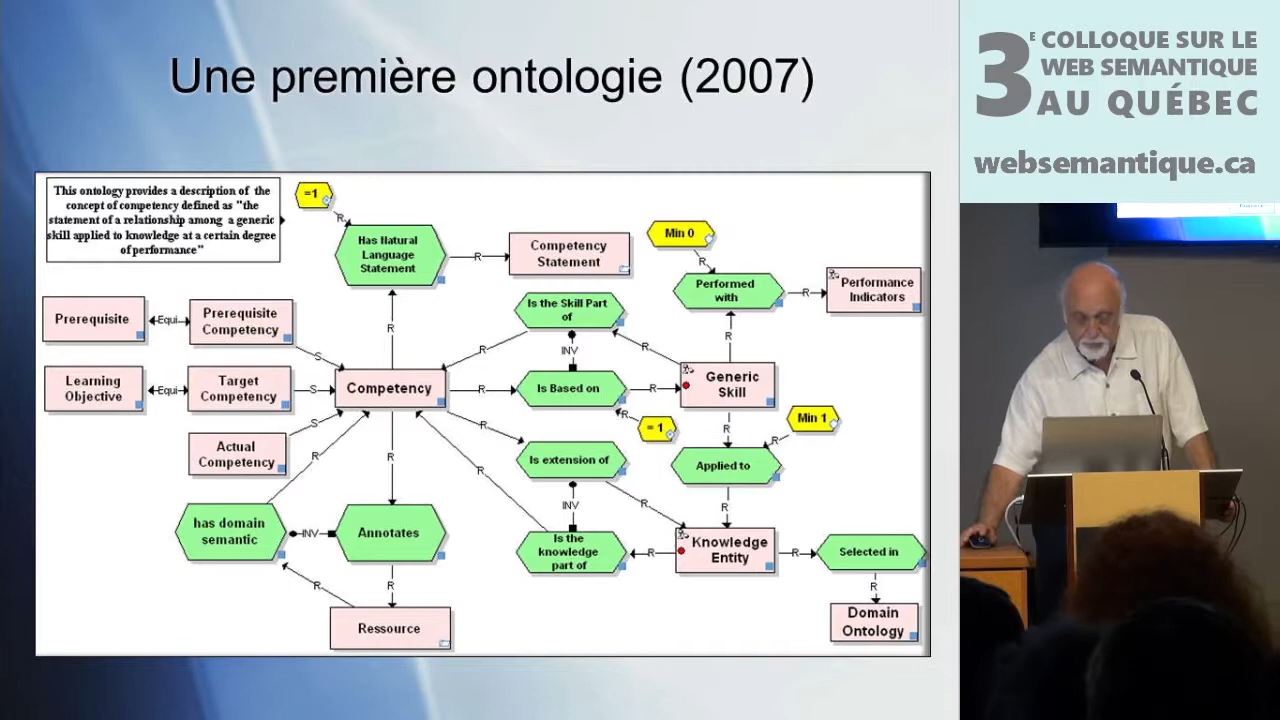 Une première ontologie (2007)
This ontology provides a description of the
concept of competency defined as "the
statement of a relationship among a generic
skill applied to knowledge at a certain degree
of performance"
=1
R
Has Natural
Language
Statement
R
Competency
Statement
Min 0
R
Performed
with
R
Performance
Indicators
Prerequisite
Equi
Prerequisite
Competency
S
R
Is the Skill Part
of
R
INV
R
R
Learning
Objective
Equi
Target
Competency
S
Competency
R
Is Based on
R
Generic
Skill
R
= 1
R
Min 1
R
Actual
Competency
S
R
R
R
R
Is extension of
R
INV
Applied to
R
has domain
semantic
INV
Annotates
Is the
knowledge
part of
R
Knowledge
Entity
R
Selected in
R
R
R
Ressource
Domain
Ontology
3
E COLLOQUE SUR LE
WEB SEMANTIQUE
AU QUÉBEC
websemantique.ca